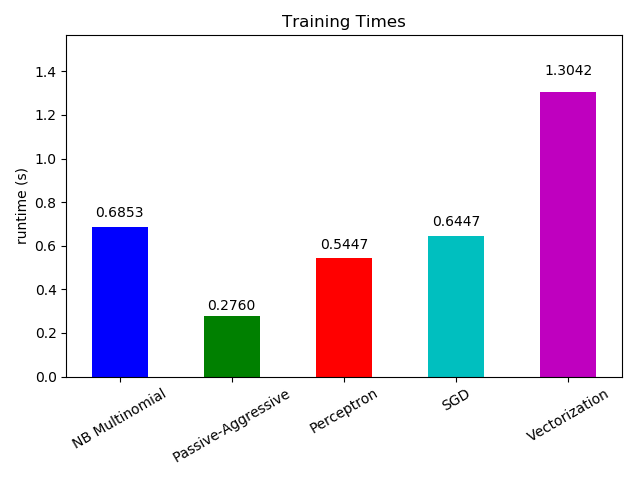 Training Times
runtime (s)
1.4
1.2
1.0
0.8
0.6
0.4
0.2
0.0
0.6853
0.2760
0.5447
0.6447
1.3042
NB Multinomial
Passive-Aggressive
Perceptron
SGD
Vectorization